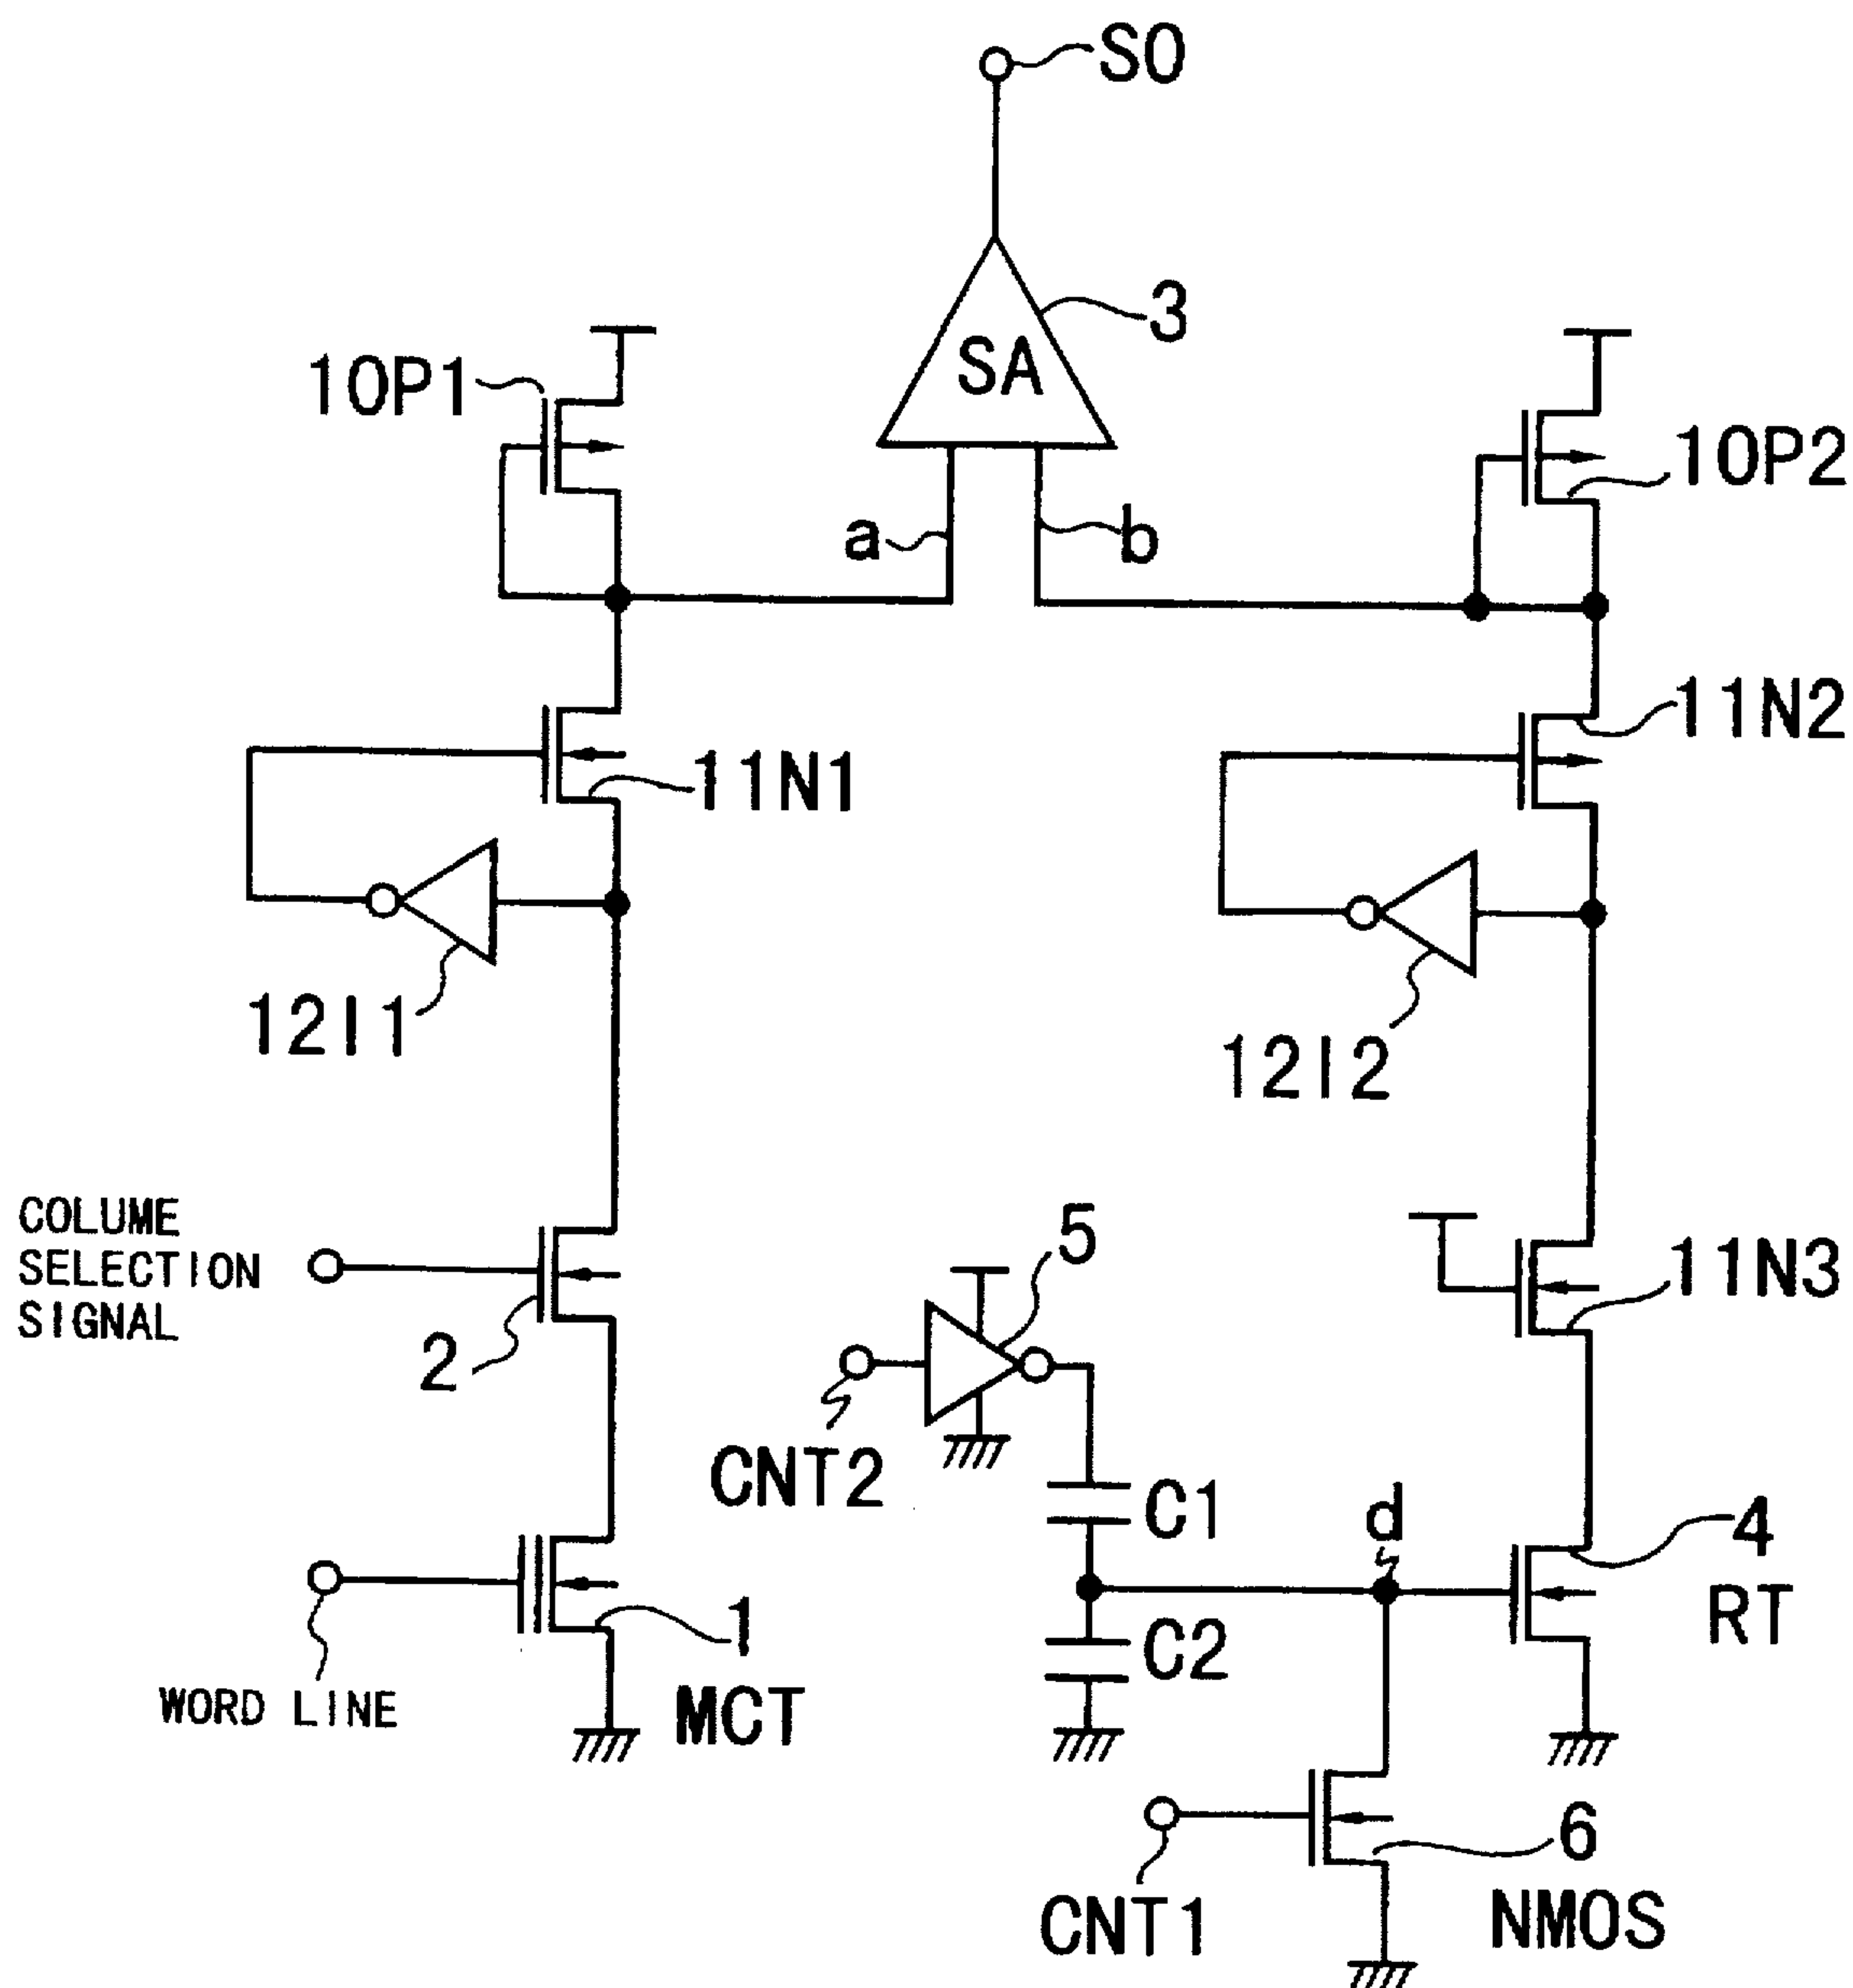 SO
3
SA
10P1
10P2
a
b
11N2
11N1
12I1
12I2
COLUME
SELECTION
SIGNAL
5
11N3
2
CNT2
C1
d
4
RT
1
C2
WORD LINE
MCT
6
CNT1
NMOS